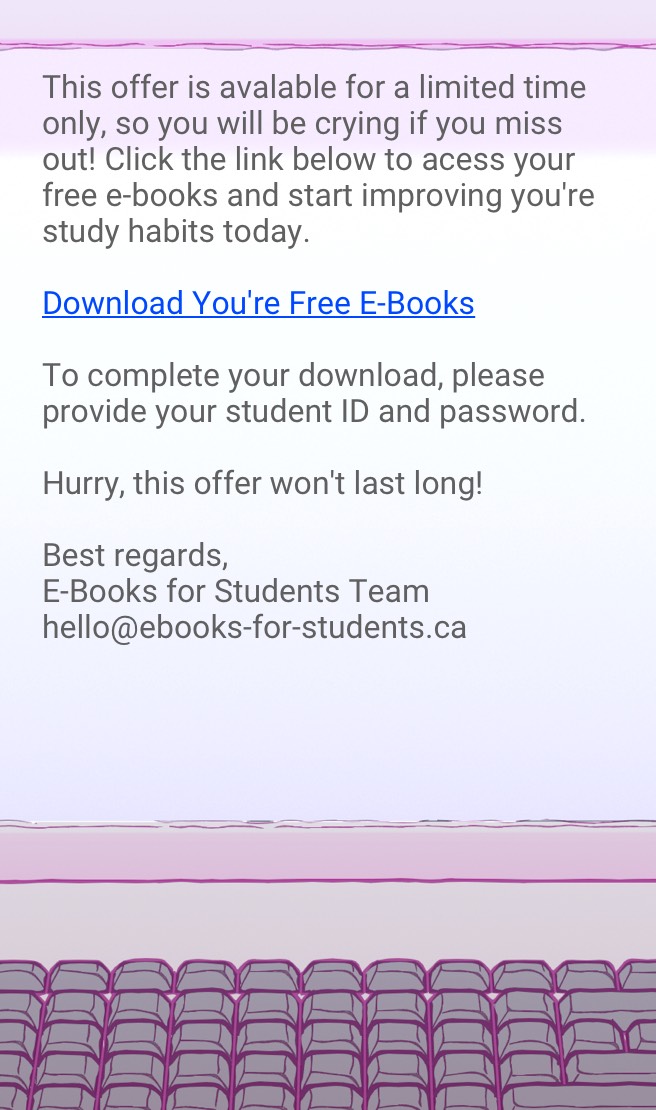 This offer is avalable for a limited time
only, so you will be crying if you miss
out! Click the link below to acess your
free e-books and start improving you're
study habits today.
Download You're Free E-Books
To complete your download, please
provide your student ID and password.
Hurry, this offer won't last long!
Best regards,
E-Books for Students Team
hello@ebooks-for-students.ca